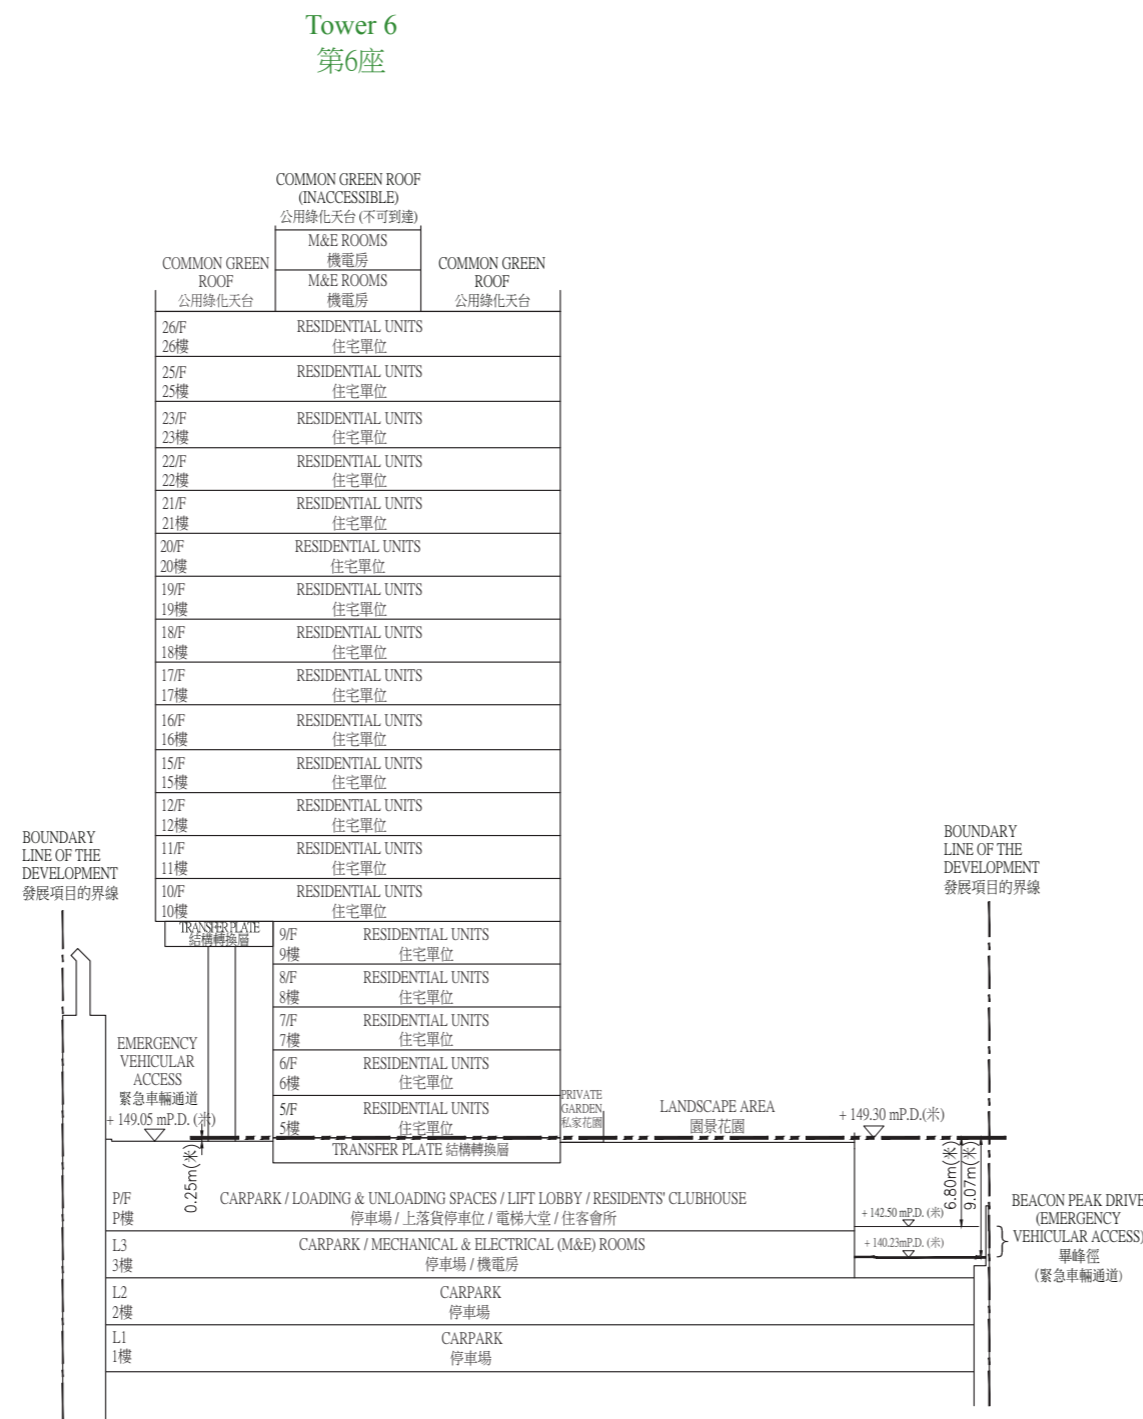 Tower 6
第6座
COMMON GREEN ROOF
(INACCESSIBLE)
公用綠化天台 (不可到達)
M&E ROOMS
機電房
COMMON GREEN
ROOF
公用綠化天台
M&E ROOMS
機電房
COMMON GREEN
ROOF
公用綠化天台
26/F RESIDENTIAL UNITS
26樓 住宅單位
25/F RESIDENTIAL UNITS
25樓 住宅單位
23/F RESIDENTIAL UNITS
23樓 住宅單位
22/F RESIDENTIAL UNITS
22樓 住宅單位
21/F RESIDENTIAL UNITS
21樓 住宅單位
20/F RESIDENTIAL UNITS
20樓 住宅單位
19/F RESIDENTIAL UNITS
19樓 住宅單位
18/F RESIDENTIAL UNITS
18樓 住宅單位
17/F RESIDENTIAL UNITS
17樓 住宅單位
16/F RESIDENTIAL UNITS
16樓 住宅單位
15/F RESIDENTIAL UNITS
15樓 住宅單位
12/F RESIDENTIAL UNITS
12樓 住宅單位
11/F RESIDENTIAL UNITS
11樓 住宅單位
10/F RESIDENTIAL UNITS
10樓 住宅單位
BOUNDARY
LINE OF THE
DEVELOPMENT
發展項目的界線
BOUNDARY
LINE OF THE
DEVELOPMENT
發展項目的界線
TRANSFER PLATE
結構轉換層
9/F RESIDENTIAL UNITS
9樓 住宅單位
8/F RESIDENTIAL UNITS
8樓 住宅單位
7/F RESIDENTIAL UNITS
7樓 住宅單位
6/F RESIDENTIAL UNITS
6樓 住宅單位
5/F RESIDENTIAL UNITS
5樓 住宅單位
TRANSFER PLATE 結構轉換層
EMERGENCY
VEHICULAR
ACCESS
緊急車輛通道
+ 149.05 mP.D. (米)
0.25m(米)
PRIVATE
GARDEN
私家花園
LANDSCAPE AREA
園景花園
+ 149.30 mP.D.(米)
6.80m(米)
9.07m(米)
P/F CARPARK / LOADING & UNLOADING SPACES / LIFT LOBBY / RESIDENTS' CLUBHOUSE
P樓 停車場 / 上落貨停車位 / 電梯大堂 / 住客會所
+ 142.50 mP.D. (米)
L3 CARPARK / MECHANICAL & ELECTRICAL (M&E) ROOMS
3樓 停車場 / 機電房
+ 140.23mP.D. (米)
BEACON PEAK DRIVE
(EMERGENCY
VEHICULAR ACCESS)
畢峰徑
(緊急車輛通道)
L2 CARPARK
2樓 停車場
L1 CARPARK
1樓 停車場